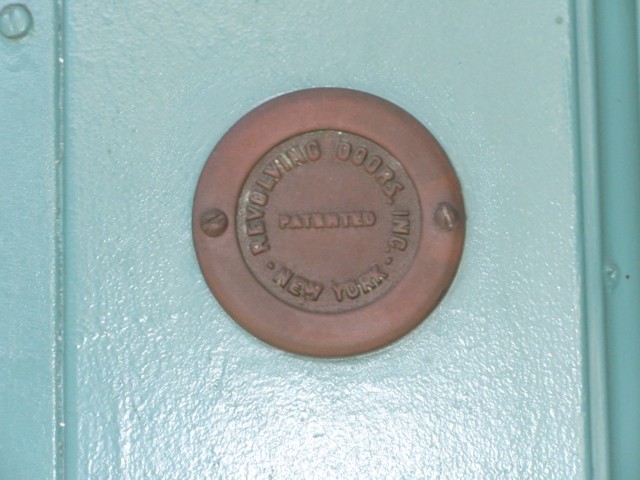 REVOLVING DOORS, INC.
PATENTED
· NEW YORK ·